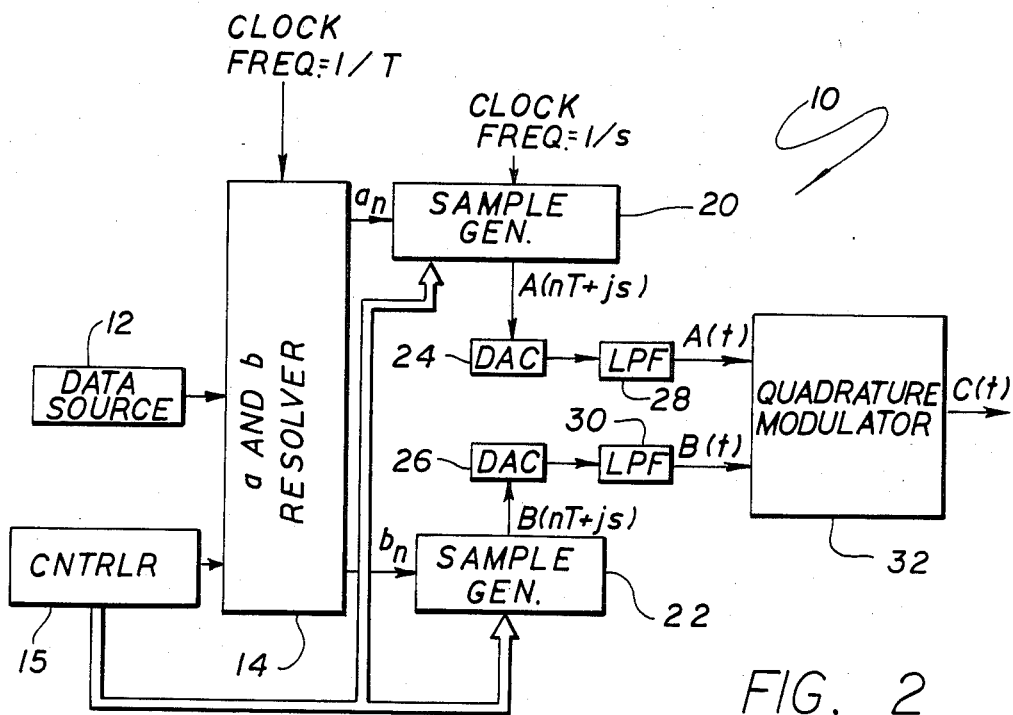 CLOCK
FREQ.=1/T
CLOCK
FREQ.=1/s
10
a_n
SAMPLE
GEN.
20
A(nT+js)
12
DATA
SOURCE
a AND b
RESOLVER
24
DAC
LPF
A(t)
28
QUADRATURE
MODULATOR
C(t)
30
26
DAC
LPF
B(t)
B(nT+js)
32
CNTRLR
b_n
SAMPLE
GEN.
22
15
14
FIG. 2